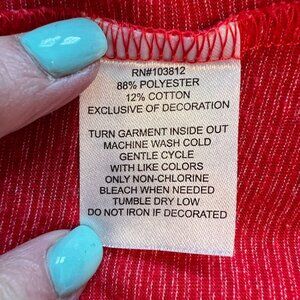 RN#103812
88% POLYESTER
12% COTTON
EXCLUSIVE OF DECORATION
TURN GARMENT INSIDE OUT
MACHINE WASH COLD
GENTLE CYCLE
WITH LIKE COLORS
ONLY NON-CHLORINE
BLEACH WHEN NEEDED
TUMBLE DRY LOW
DO NOT IRON IF DECORATED